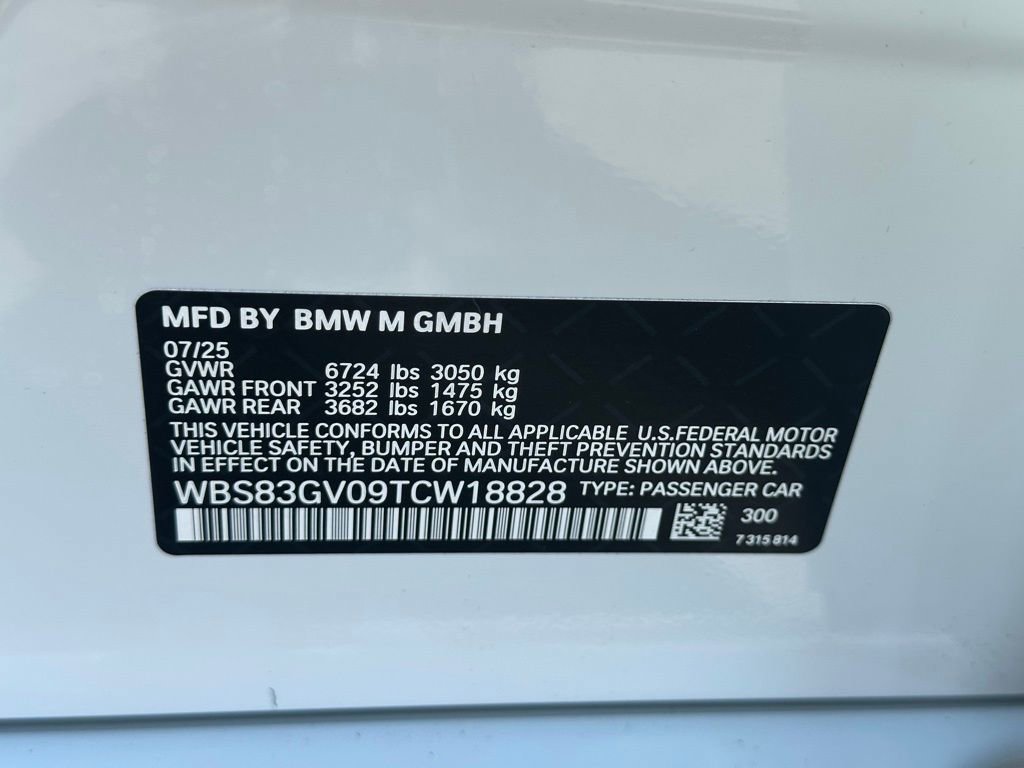 MFD BY BMW M GMBH
07/25
GVWR 6724 lbs 3050 kg
GAWR FRONT 3252 lbs 1475 kg
GAWR REAR 3682 lbs 1670 kg
THIS VEHICLE CONFORMS TO ALL APPLICABLE U.S.FEDERAL MOTOR
VEHICLE SAFETY, BUMPER AND THEFT PREVENTION STANDARDS
IN EFFECT ON THE DATE OF MANUFACTURE SHOWN ABOVE.
WBS83GV09TCW18828 TYPE: PASSENGER CAR
300
7 315 814